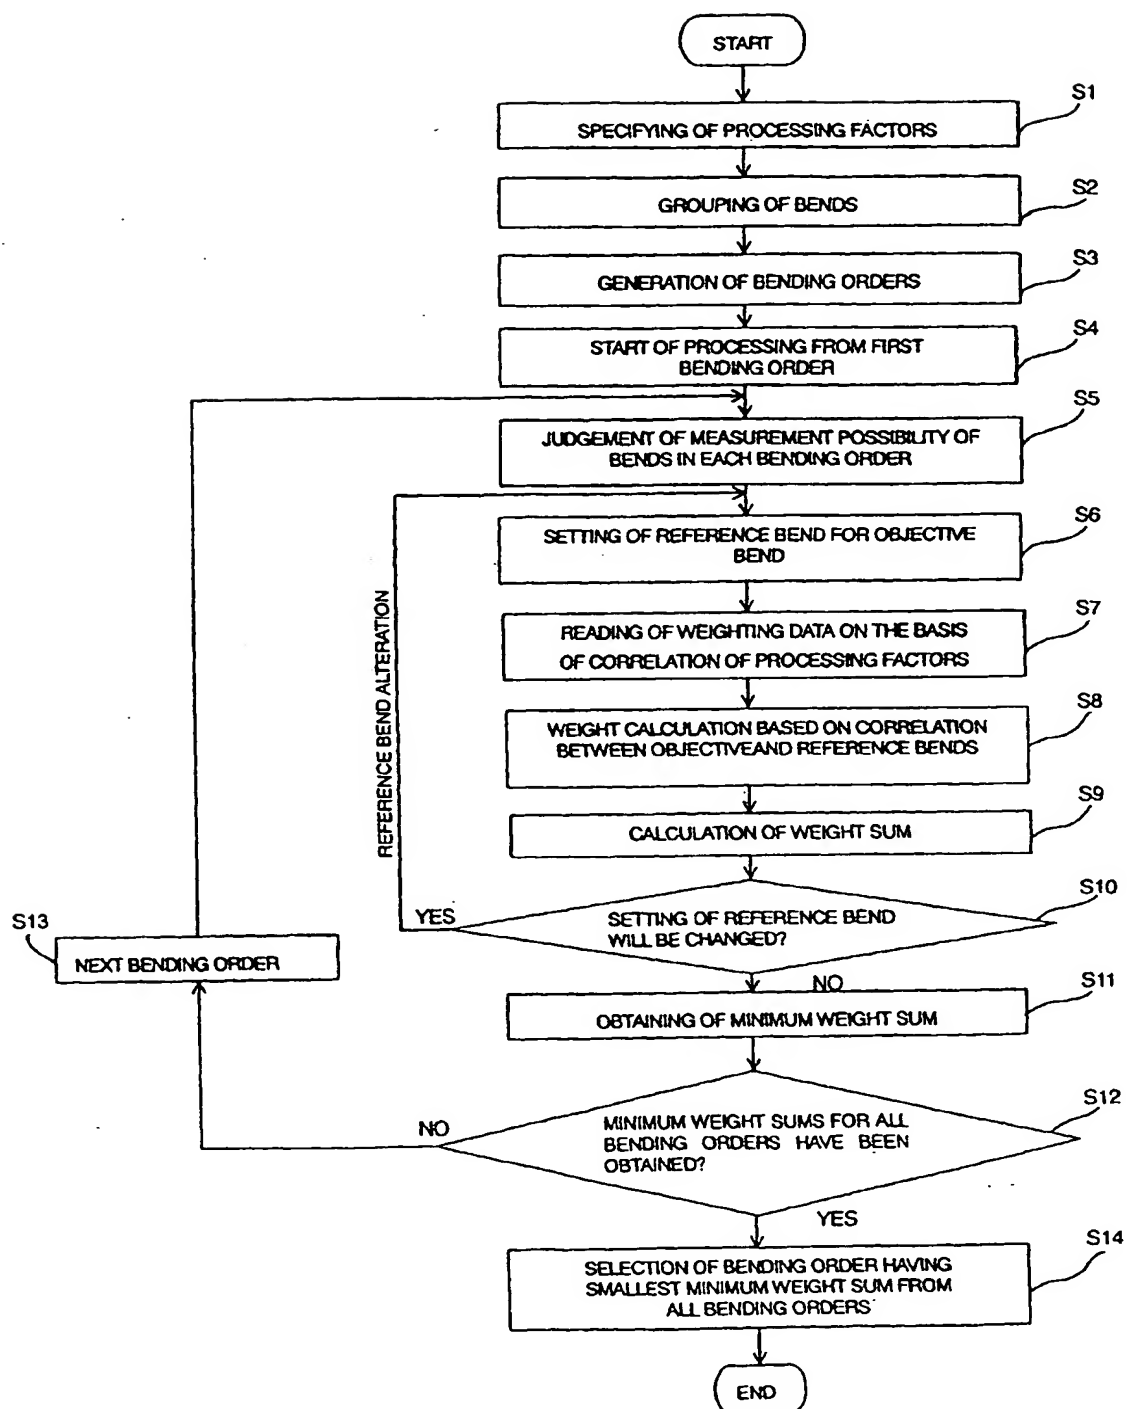 START
S1
SPECIFYING OF PROCESSING FACTORS
S2
GROUPING OF BENDS
S3
GENERATION OF BENDING ORDERS
S4
START OF PROCESSING FROM FIRST
BENDING ORDER
S5
JUDGEMENT OF MEASUREMENT POSSIBILITY OF
BENDS IN EACH BENDING ORDER
S6
SETTING OF REFERENCE BEND FOR OBJECTIVE
BEND
REFERENCE BEND ALTERATION
S7
READING OF WEIGHTING DATA ON THE BASIS
OF CORRELATION OF PROCESSING FACTORS
S8
WEIGHT CALCULATION BASED ON CORRELATION
BETWEEN OBJECTIVEAND REFERENCE BENDS
S9
CALCULATION OF WEIGHT SUM
S10
YES
SETTING OF REFERENCE BEND
WILL BE CHANGED?
S13
NEXT BENDING ORDER
NO
S11
OBTAINING OF MINIMUM WEIGHT SUM
S12
NO
MINIMUM WEIGHT SUMS FOR ALL
BENDING ORDERS HAVE BEEN
OBTAINED?
YES
S14
SELECTION OF BENDING ORDER HAVING
SMALLEST MINIMUM WEIGHT SUM FROM
ALL BENDING ORDERS
END